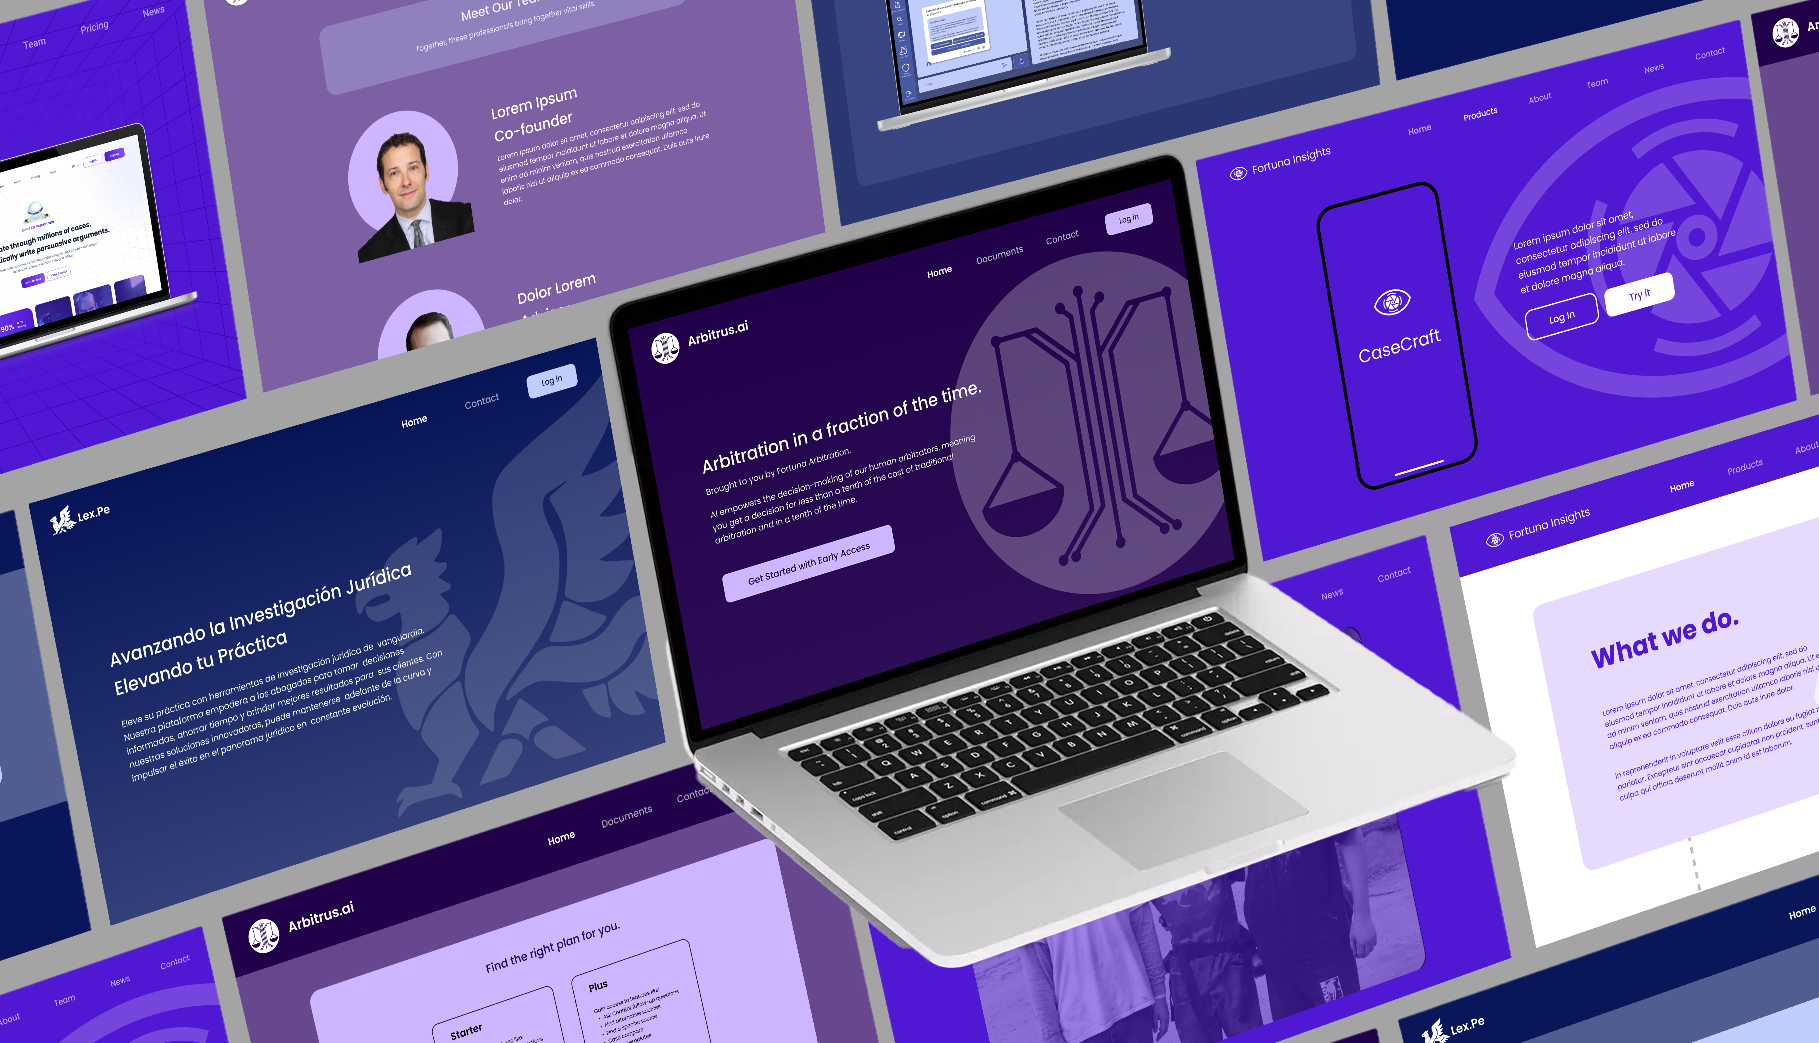 Team
Pricing
News
ate through millions of cases.
ically write persuasive arguments.
90%
Meet Our Tea
Together, these professionals bring together vital skills.
Lorem Ipsum
Co-founder
Lorem ipsum dolor sit amet, consectetur adipiscing elit, sed do
eiusmod tempor incididunt ut labore et dolore magna aliqua. Ut
enim ad minim veniam, quis nostrud exercitation ullamco
laboris nisi ut aliquip ex ea commodo consequat. Duis aute irure
dolor.
Dolor Lorem
Fortuna Insights
Home
Products
About
Team
News
Contact
CaseCraft
Lorem ipsum dolor sit amet,
consectetur adipiscing elit, sed do
eiusmod tempor incididunt ut labore
et dolore magna aliqua.
Log In
Try It
Ar
Lex.Pe
Home
Contact
Log In
Avanzando la Investigación Jurídica
Elevando tu Práctica
Eleve su práctica con herramientas de investigación jurídica de vanguardia.
Nuestra plataforma empodera a los abogados para tomar decisiones
informadas, ahorrar tiempo y brindar mejores resultados para sus clientes. Con
nuestras soluciones innovadoras, puede mantenerse adelante de la curva y
impulsar el éxito en el panorama jurídico en constante evolución.
Arbitrus.ai
Home
Documents
Contact
Log In
Arbitration in a fraction of the time.
Brought to you by Fortuna Arbitration.
AI empowers the decision-making of our human arbitrators, meaning
you get a decision for less than a tenth of the cost of traditional
arbitration and in a tenth of the time.
Get Started with Early Access
News
Contact
Fortuna Insights
Home
Products
About
What we do.
Lorem ipsum dolor sit amet, consectetur adipiscing elit, sed do
eiusmod tempor incididunt ut labore et dolore magna aliqua. Ut e
ad minim veniam, quis nostrud exercitation ullamco laboris nisi ut
aliquip ex ea commodo consequat. Duis aute irure dolor.
In reprehenderit in voluptate velit esse cillum dolore eu fugiat
pariatur. Excepteur sint occaecat cupidatat non proident, sunt
culpa qui officia deserunt mollit anim id est laborum.
Arbitrus.ai
Home
Documents
Contact
Find the right plan for you.
Starter
Plus
About
Team
News
Contact
Home
Lex.Pe